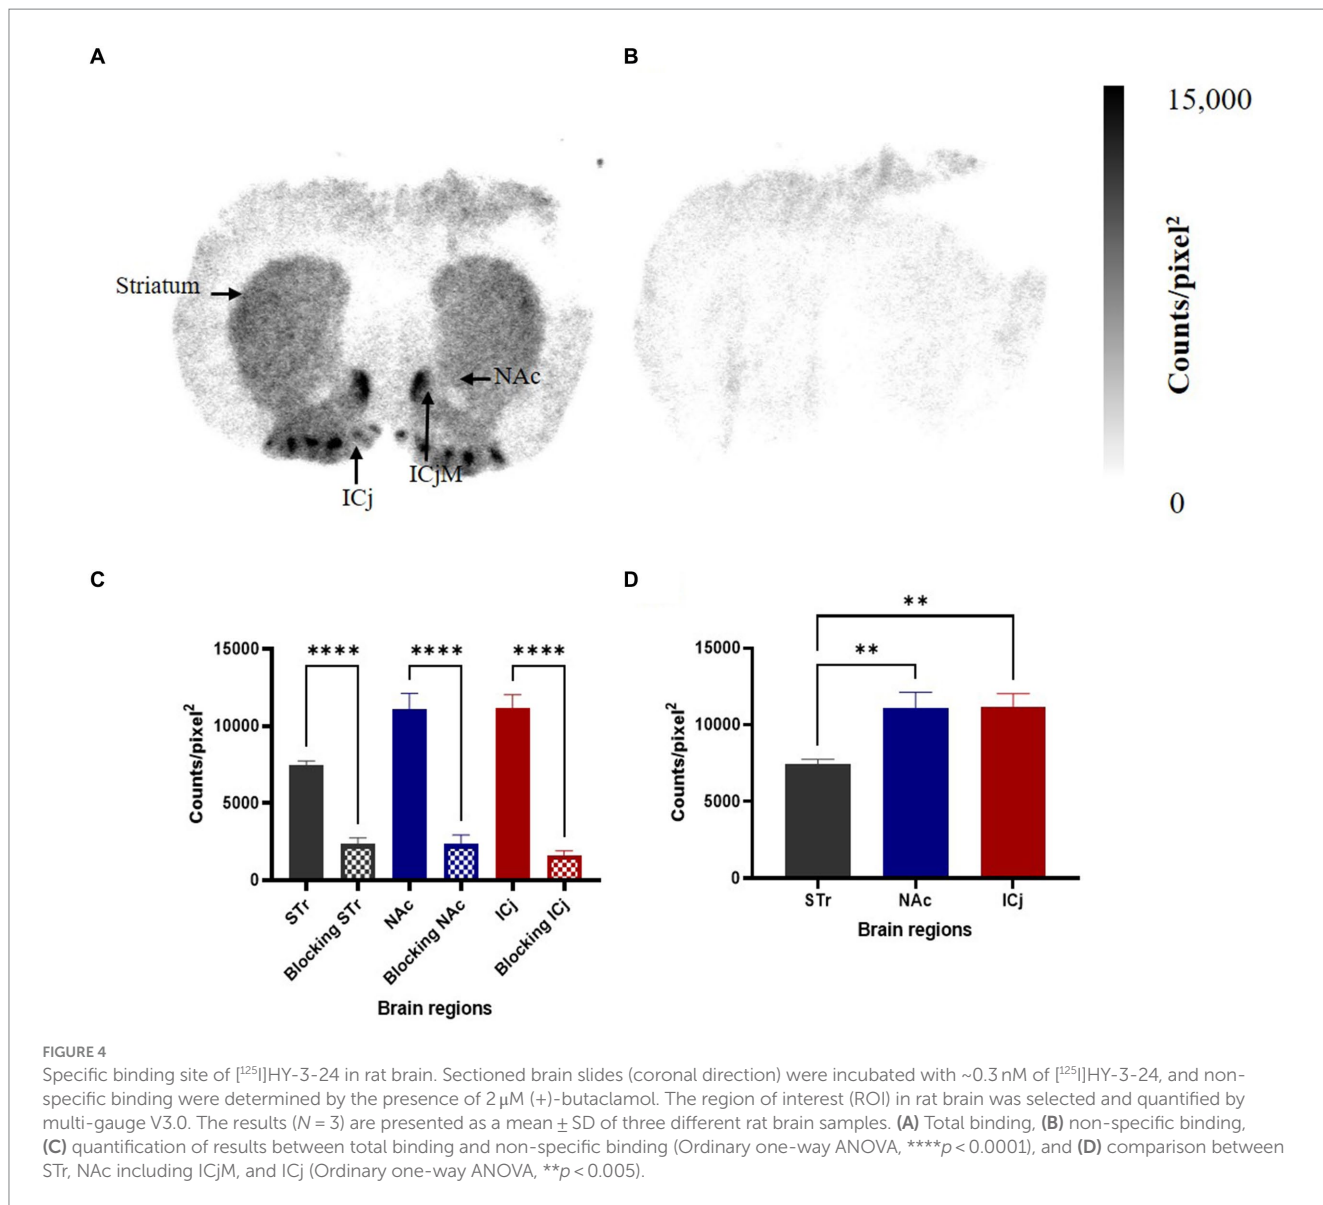 A
B
15,000
Counts/pixel²
0
Striatum
NAc
ICjM
ICj
C
15000
10000
5000
0
Counts/pixel²
****
****
****
STr
Blocking STr
NAc
Blocking NAc
ICj
Blocking ICj
Brain regions
D
**
**
15000
10000
5000
0
Counts/pixel²
STr
NAc
ICj
Brain regions
FIGURE 4
Specific binding site of [¹²⁵I]HY-3-24 in rat brain. Sectioned brain slides (coronal direction) were incubated with ~0.3 nM of [¹²⁵I]HY-3-24, and non-
specific binding were determined by the presence of 2 μM (+)-butaclamol. The region of interest (ROI) in rat brain was selected and quantified by
multi-gauge V3.0. The results (N = 3) are presented as a mean ± SD of three different rat brain samples. (A) Total binding, (B) non-specific binding,
(C) quantification of results between total binding and non-specific binding (Ordinary one-way ANOVA, ****p < 0.0001), and (D) comparison between
STr, NAc including ICjM, and ICj (Ordinary one-way ANOVA, **p < 0.005).